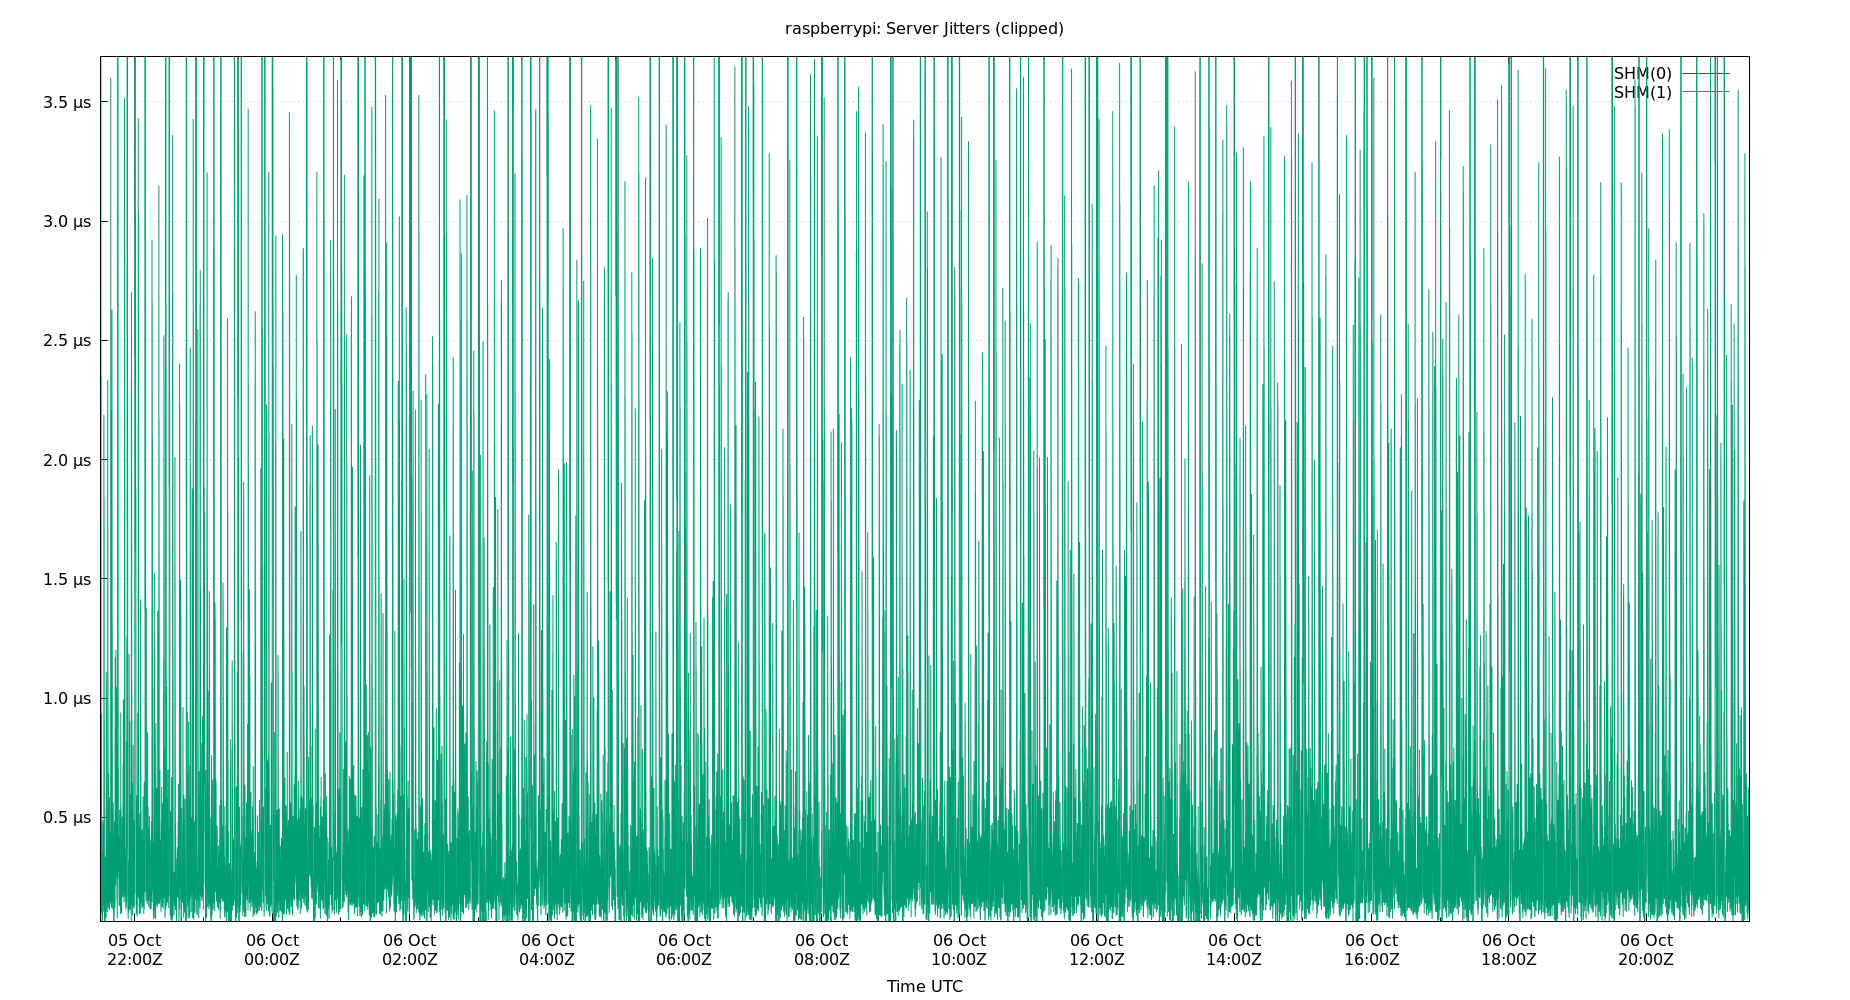 raspberrypi: Server Jitters (clipped)
SHM(0)
SHM(1)
3.5 µs
3.0 µs
2.5 µs
2.0 µs
1.5 µs
1.0 µs
0.5 µs
05 Oct 06 Oct 06 Oct 06 Oct 06 Oct 06 Oct 06 Oct 06 Oct 06 Oct 06 Oct 06 Oct 06 Oct
22:00Z 00:00Z 02:00Z 04:00Z 06:00Z 08:00Z 10:00Z 12:00Z 14:00Z 16:00Z 18:00Z 20:00Z
Time UTC